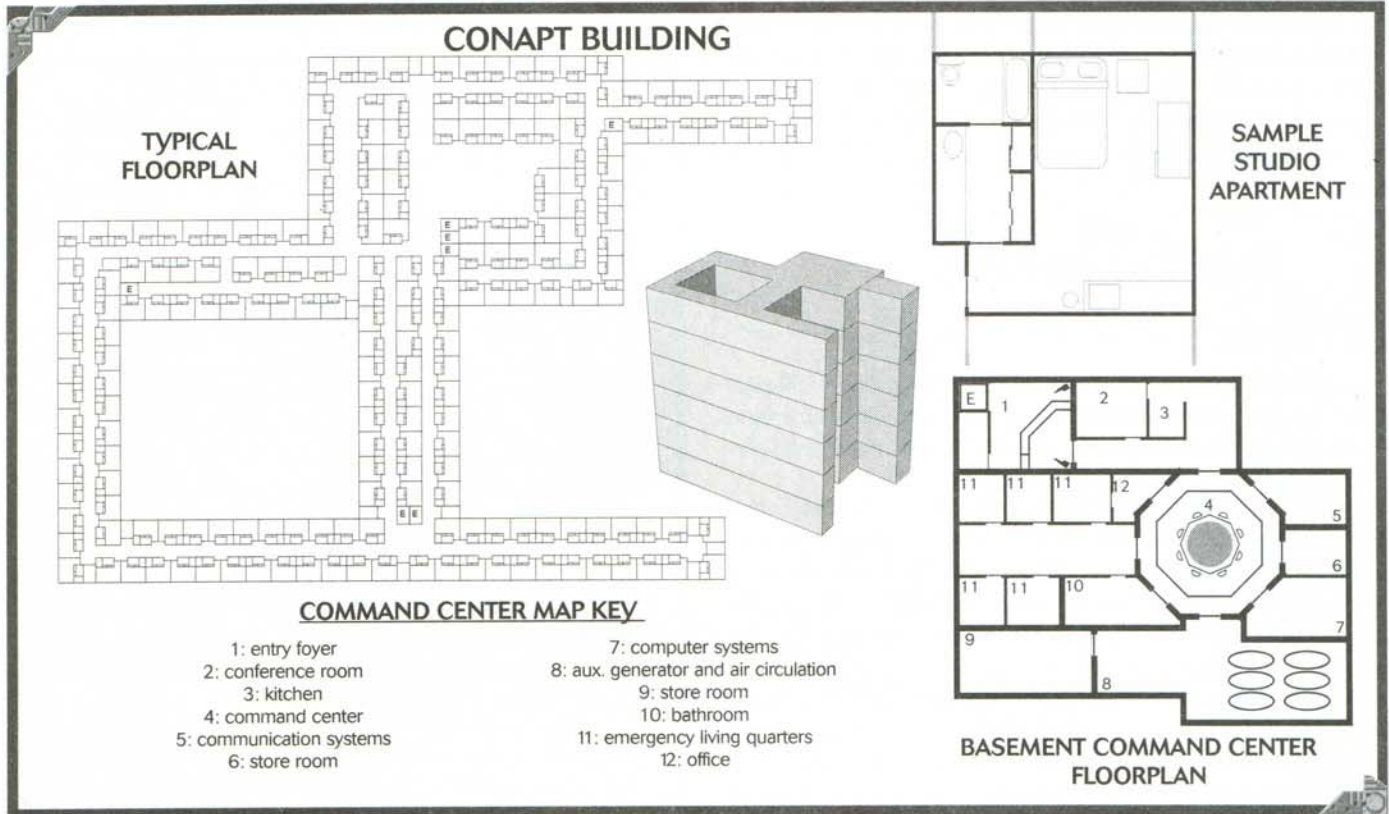 CONAPT BUILDING
TYPICAL
FLOORPLAN
E
E
E
E
E
E E
SAMPLE
STUDIO
APARTMENT
COMMAND CENTER MAP KEY
1: entry foyer
2: conference room
3: kitchen
4: command center
5: communication systems
6: store room
7: computer systems
8: aux. generator and air circulation
9: store room
10: bathroom
11: emergency living quarters
12: office
E
1
2
3
11
11
11
12
4
5
6
11
11
10
7
9
8
BASEMENT COMMAND CENTER
FLOORPLAN